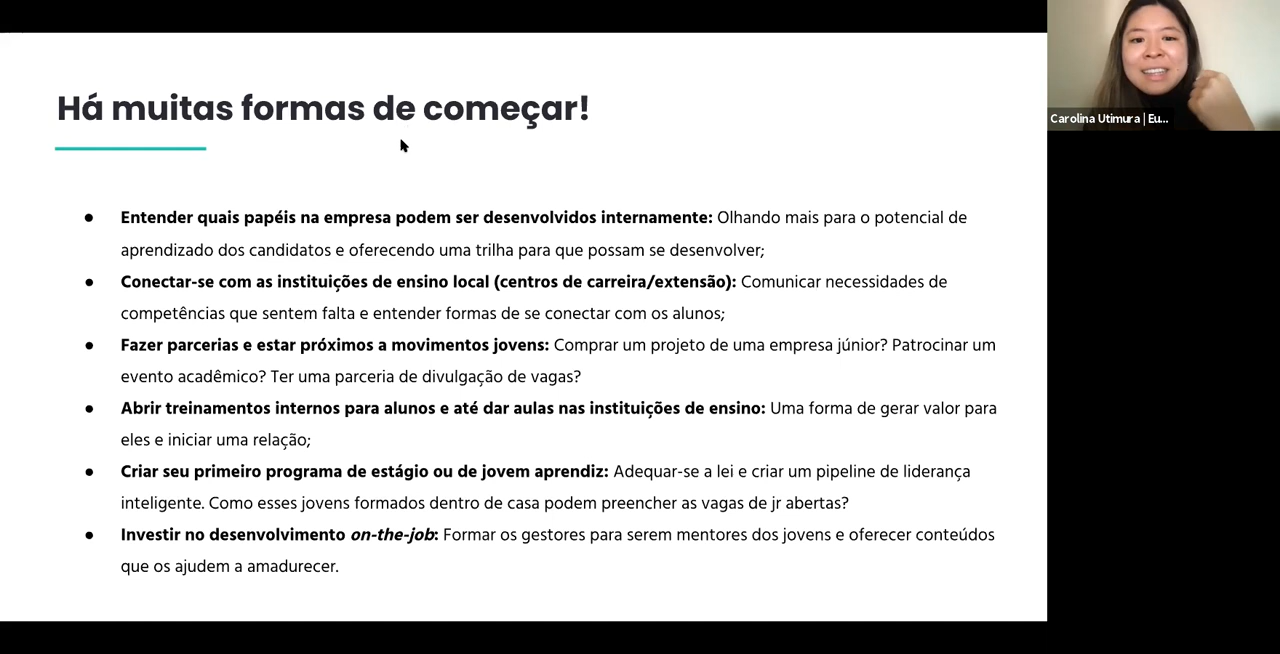 Há muitas formas de começar!
Carolina Utimura | Eu...
● Entender quais papéis na empresa podem ser desenvolvidos internamente: Olhando mais para o potencial de
aprendizado dos candidatos e oferecendo uma trilha para que possam se desenvolver;
● Conectar-se com as instituições de ensino local (centros de carreira/extensão): Comunicar necessidades de
competências que sentem falta e entender formas de se conectar com os alunos;
● Fazer parcerias e estar próximos a movimentos jovens: Comprar um projeto de uma empresa júnior? Patrocinar um
evento acadêmico? Ter uma parceria de divulgação de vagas?
● Abrir treinamentos internos para alunos e até dar aulas nas instituições de ensino: Uma forma de gerar valor para
eles e iniciar uma relação;
● Criar seu primeiro programa de estágio ou de jovem aprendiz: Adequar-se a lei e criar um pipeline de liderança
inteligente. Como esses jovens formados dentro de casa podem preencher as vagas de jr abertas?
● Investir no desenvolvimento on-the-job: Formar os gestores para serem mentores dos jovens e oferecer conteúdos
que os ajudem a amadurecer.